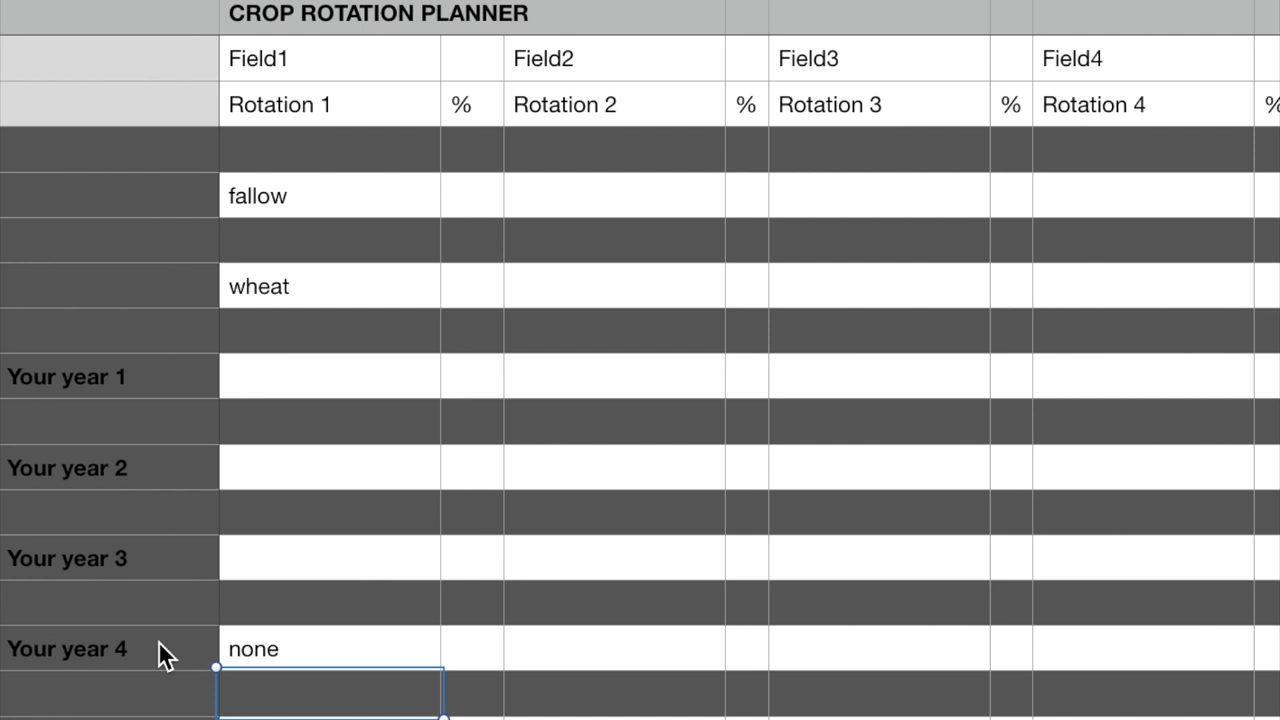 CROP ROTATION PLANNER
Field1 Field2 Field3 Field4
Rotation 1 % Rotation 2 % Rotation 3 % Rotation 4 %
fallow
wheat
Your year 1
Your year 2
Your year 3
Your year 4 none